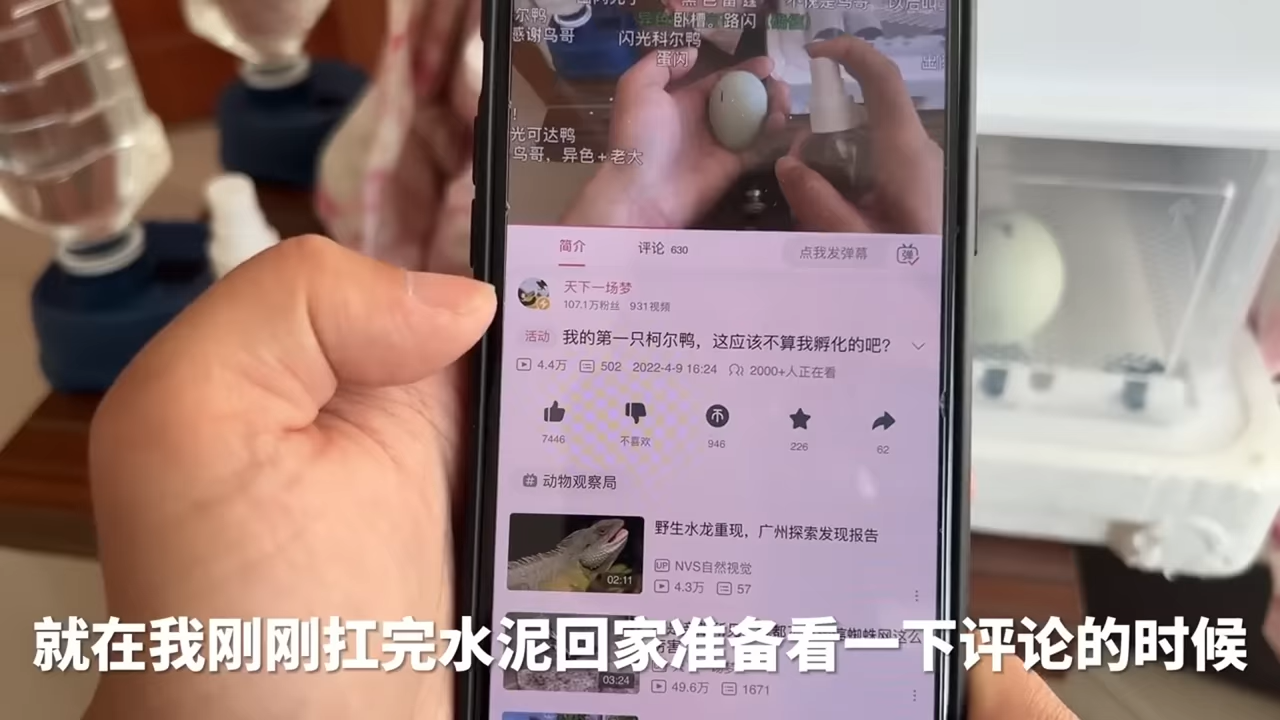 尔鸭
感谢鸟哥
卧槽。路闪
闪光科尔鸭
蛋闪
！
光可达鸭
鸟哥，异色＋老大
简介
评论 630
点我发弹幕
弹
天下一场梦
107.1万粉丝 931视频
活动 我的第一只柯尔鸭，这应该不算我孵化的吧?
4.4万 502 2022-4-9 16:24 2000+人正在看
7446
不喜欢
946
226
62
动物观察局
野生水龙重现，广州探索发现报告
UP NVS自然视觉
4.3万 57
02:11
蜘蛛网这么
03:24
49.6万 1671
就在我刚刚扛完水泥回家准备看一下评论的时候